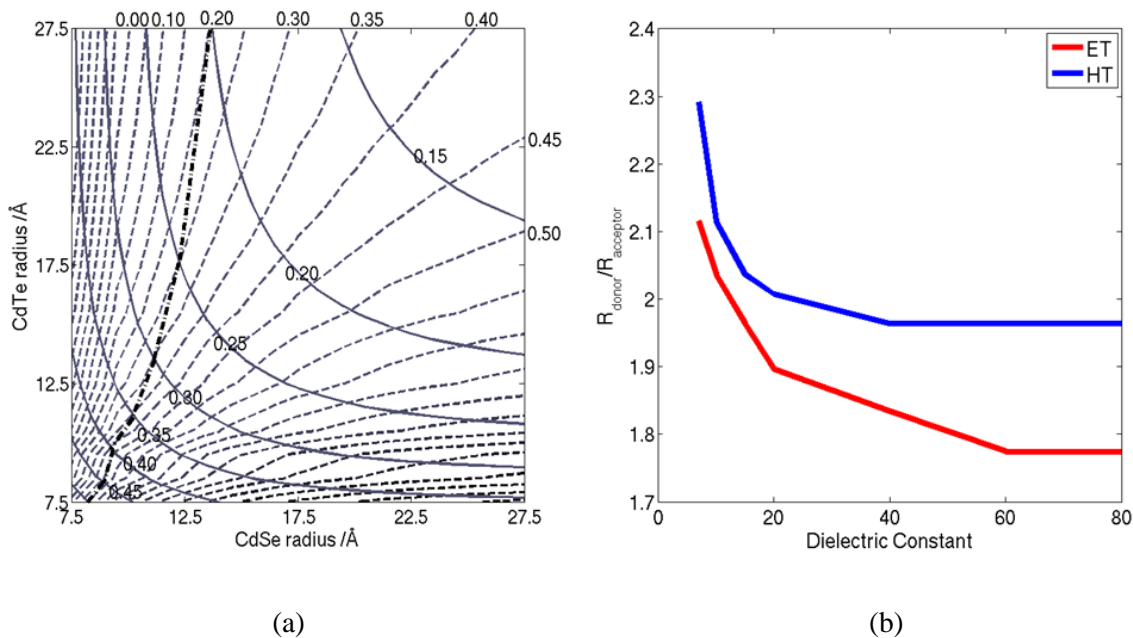 0.00 0.10 0.20 0.30 0.35 0.40
27.5
22.5
17.5
12.5
7.5
CdTe radius /Å
0.45
0.50
0.15
0.20
0.25
0.30
0.35
0.40
0.45
7.5 12.5 17.5 22.5 27.5
CdSe radius /Å
(a)
2.4
2.3
2.2
2.1
2
1.9
1.8
1.7
R_donor/R_acceptor
ET
HT
0 20 40 60 80
Dielectric Constant
(b)